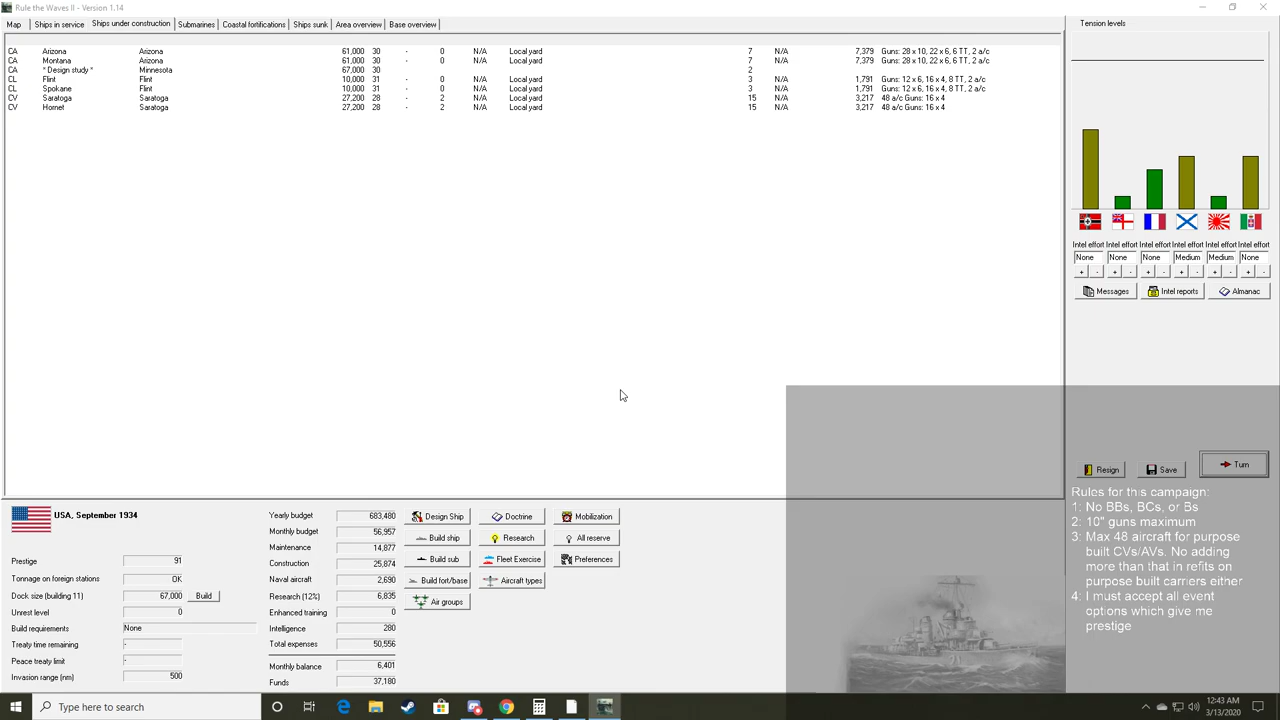 Rule the Waves II - Version 1.14
Map Ships in service Ships under construction Submarines Coastal fortifications Ships sunk Area overview Base overview
CA Arizona Arizona 61,000 30 - 0 N/A Local yard 7 N/A 7,379 Guns: 28 x 10, 22 x 6, 6 TT, 2 a/c
CA Montana Arizona 61,000 30 - 0 N/A Local yard 7 N/A 7,379 Guns: 28 x 10, 22 x 6, 6 TT, 2 a/c
CA * Design study * Minnesota 67,000 30 2
CL Flint Flint 10,000 31 - 0 N/A Local yard 3 N/A 1,791 Guns: 12 x 6, 16 x 4, 8 TT, 2 a/c
CL Spokane Flint 10,000 31 - 0 N/A Local yard 3 N/A 1,791 Guns: 12 x 6, 16 x 4, 8 TT, 2 a/c
CV Saratoga Saratoga 27,200 28 - 2 N/A Local yard 15 N/A 3,217 48 a/c Guns: 16 x 4
CV Hornet Saratoga 27,200 28 - 2 N/A Local yard 15 N/A 3,217 48 a/c Guns: 16 x 4
Tension levels
Intel effort Intel effort Intel effort Intel effort Intel effort Intel effort
None None None Medium Medium None
+ - + - + - + - + - + -
Messages Intel reports Almanac
Resign Save Turn
Rules for this campaign:
1: No BBs, BCs, or Bs
2: 10" guns maximum
3: Max 48 aircraft for purpose
built CVs/AVs. No adding
more than that in refits on
purpose built carriers either
4: I must accept all event
options which give me
prestige
USA, September 1934
Prestige 91
Tonnage on foreign stations OK
Dock size (building 11) 67,000 Build
Unrest level 0
Build requirements None
Treaty time remaining -
Peace treaty limit -
Invasion range (nm) 500
Yearly budget 683,480
Monthly budget 56,957
Maintenance 14,877
Construction 25,874
Naval aircraft 2,690
Research (12%) 6,835
Enhanced training 0
Intelligence 280
Total expenses 50,556
Monthly balance 6,401
Funds 37,180
Design Ship Doctrine Mobilization
Build ship Research All reserve
Build sub Fleet Exercise Preferences
Build fort/base Aircraft types
Air groups
Type here to search
12:43 AM
3/13/2020